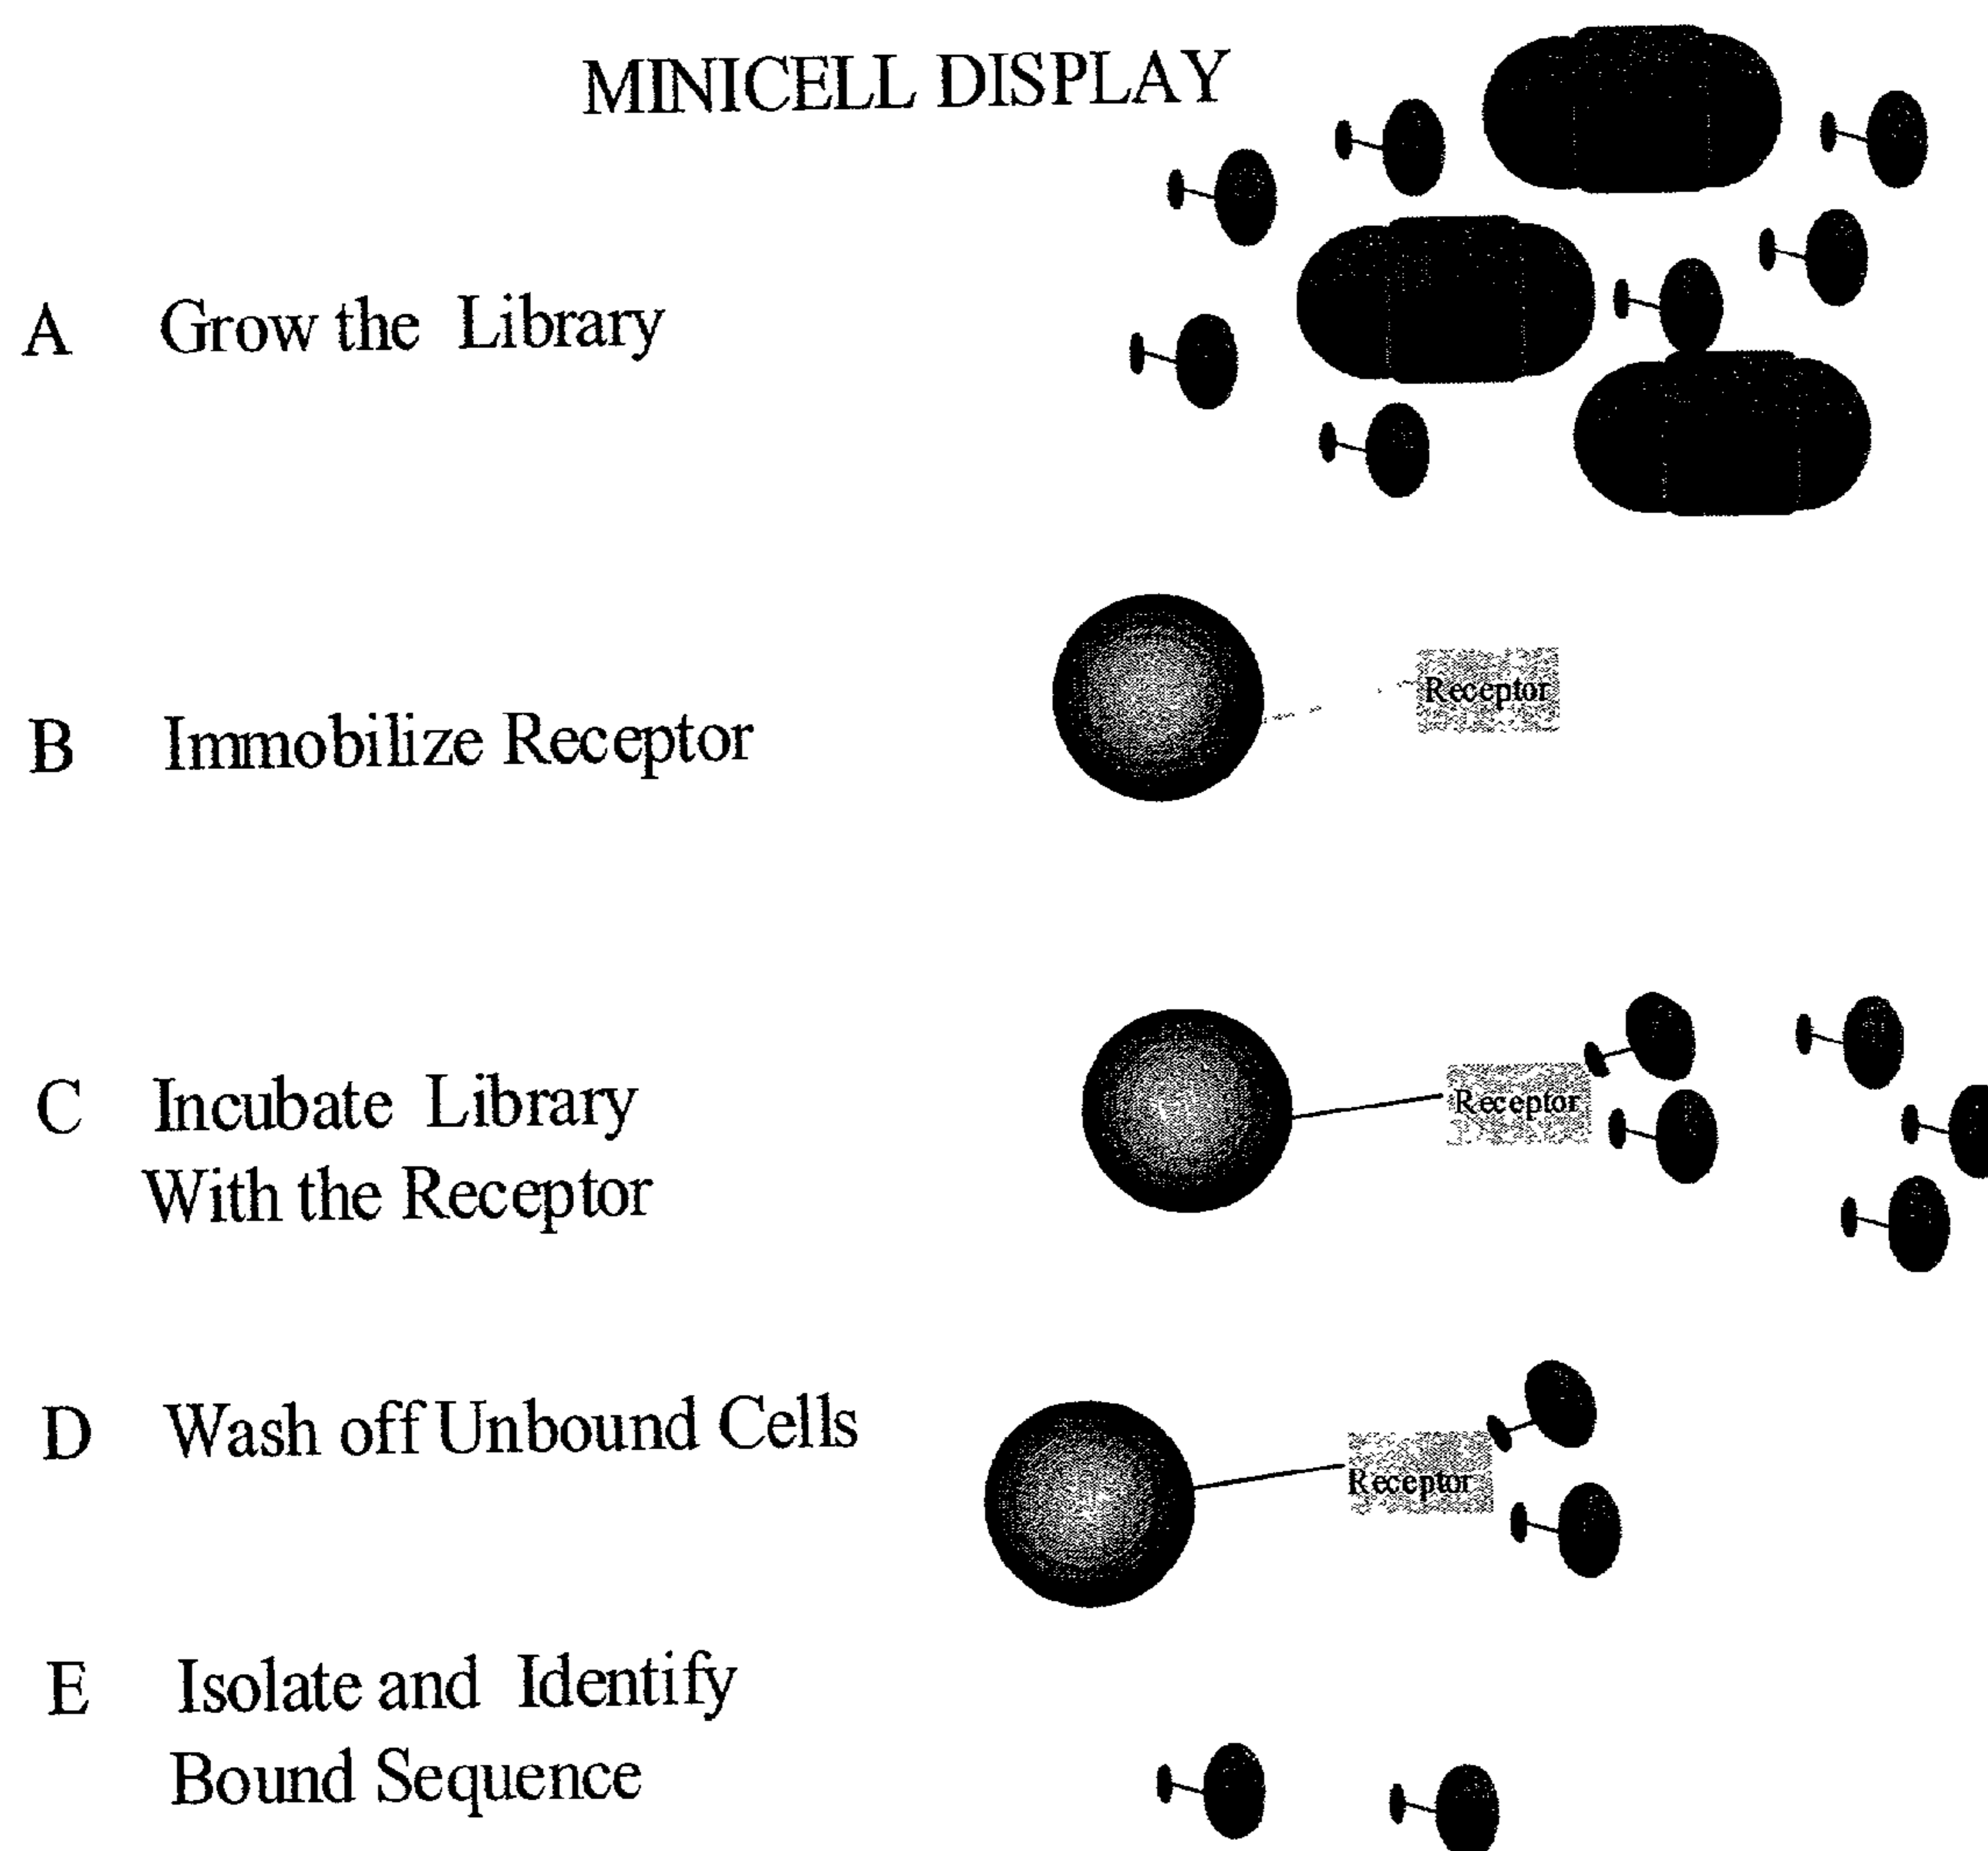 MINICELL DISPLAY
A Grow the Library
B Immobilize Receptor
Receptor
C Incubate Library
With the Receptor
Receptor
D Wash off Unbound Cells
Receptor
E Isolate and Identify
Bound Sequence